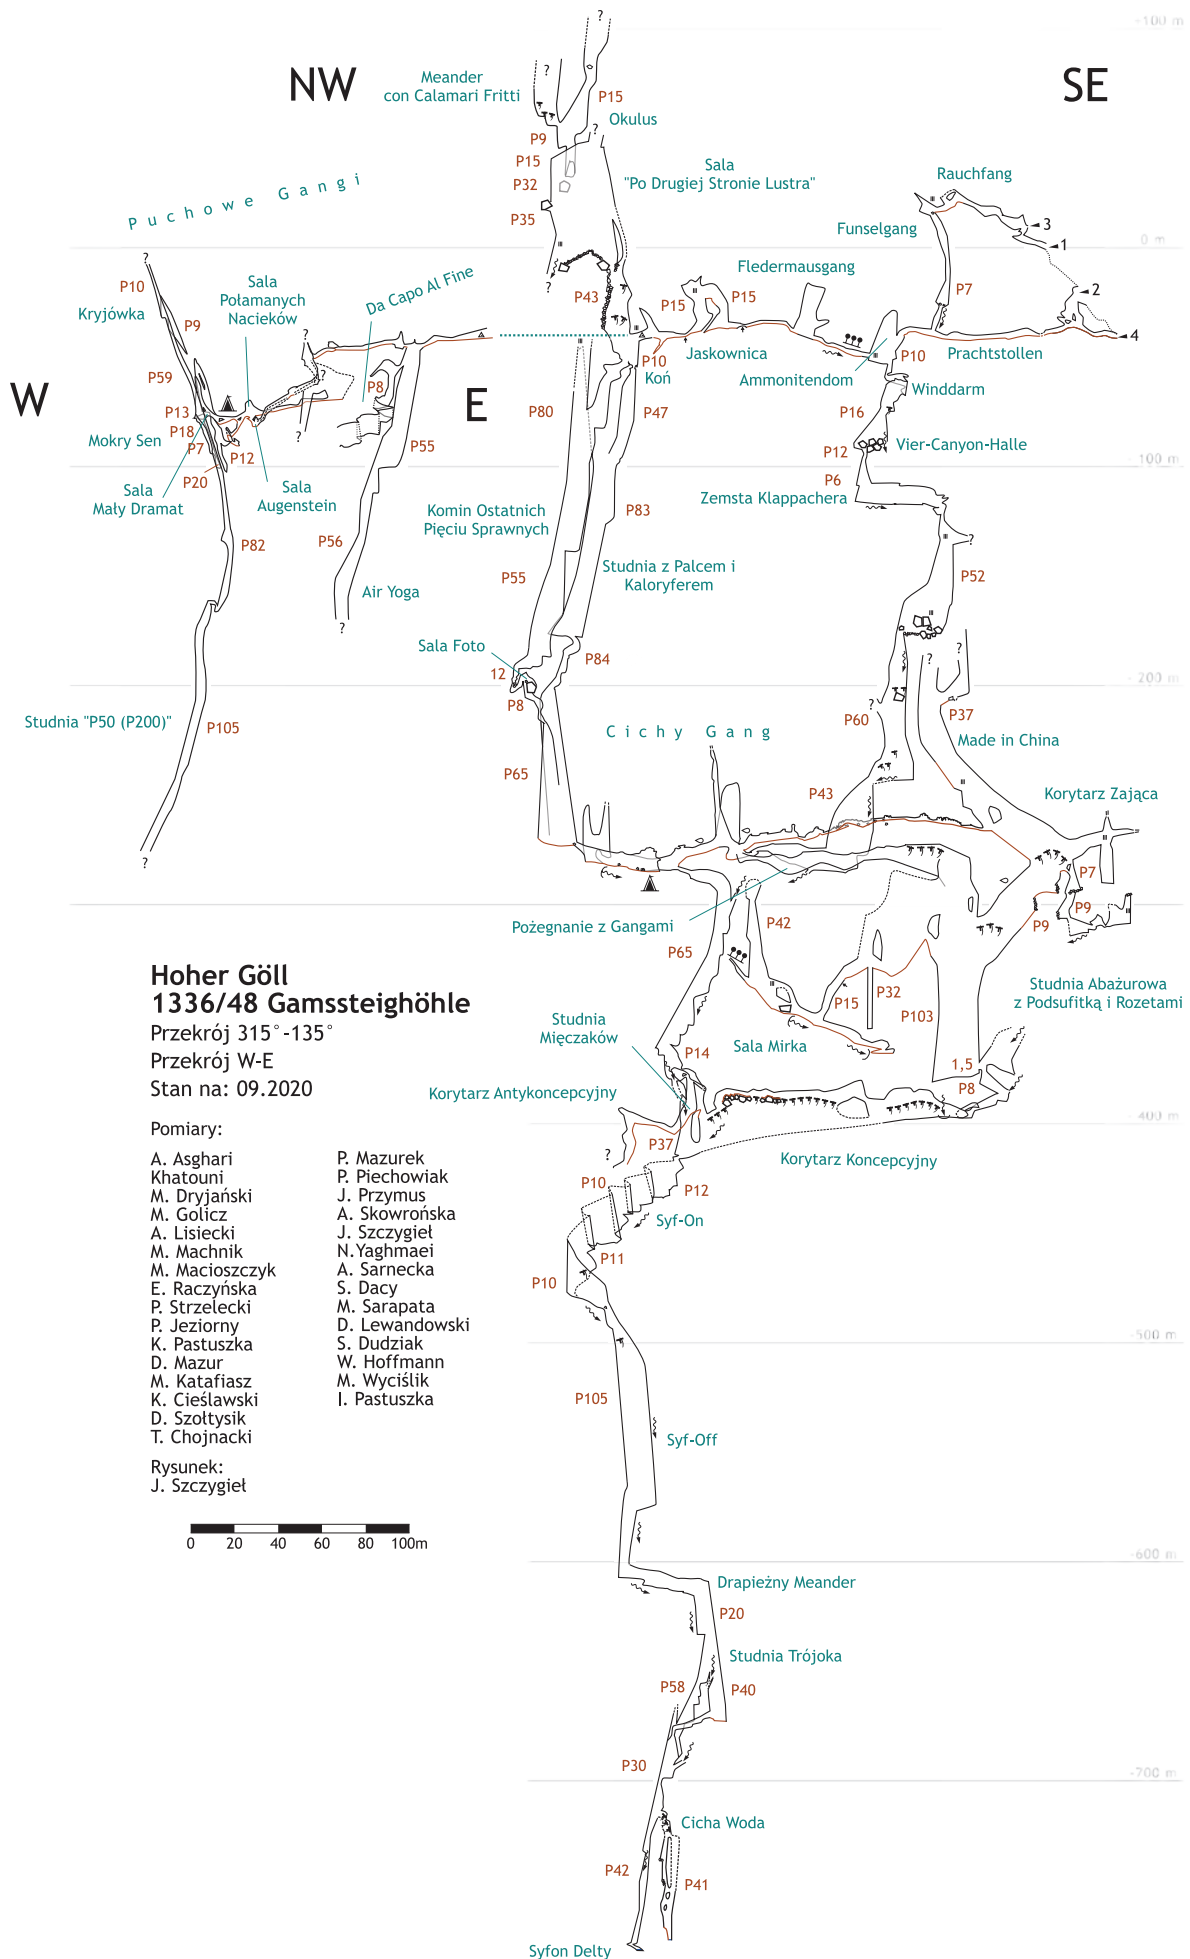 -100 m
NW
SE
Meander
con Calamari Fritti
?
?
P15
Okulus
?
P9
P15
P32
P35
Sala
"Po Drugiej Stronie Lustra"
Rauchfang
3
1
Funselgang
Puchowe Gangi
0 m
?
Sala
Połamanych
Nacieków
Da Capo Al Fine
Fledermausgang
P10
Kryjówka
?
P43
P15
P15
P7
2
P9
?
4
P10
Koń
Jaskownica
P10
Prachtstollen
W
E
P59
?
P8
Ammonitendom
Winddarm
P13
P18
P80
P47
P16
Mokry Sen
P7
P12
?
P55
P12
Vier-Canyon-Halle
-100 m
P20
Sala
Mały Dramat
Sala
Augenstein
P6
Zemsta Klappachera
Komin Ostatnich
Pięciu Sprawnych
P83
P82
P56
?
P55
Studnia z Palcem i
Kaloryferem
P52
Air Yoga
?
Sala Foto
P84
?
?
12
P8
-200 m
?
P37
Studnia "P50 (P200)"
P105
P60
Cichy Gang
Made in China
P65
P43
Korytarz Zająca
?
P7
P9
P9
Pożegnanie z Gangami
P42
P65
Hoher Göll
1336/48 Gamssteighöhle
Przekrój 315°-135°
Przekrój W-E
Stan na: 09.2020
Studnia Abażurowa
z Podsufitką i Rozetami
P15
P32
P103
Studnia
Mięczaków
Sala Mirka
P14
1,5
P8
Korytarz Antykoncepcyjny
-400 m
P37
?
Korytarz Koncepcyjny
P10
P12
Syf-On
P11
P10
Pomiary:
A. Asghari
Khatouni
M. Dryjański
M. Golicz
A. Lisiecki
M. Machnik
M. Macioszczyk
E. Raczyńska
P. Strzelecki
P. Jeziorny
K. Pastuszka
D. Mazur
M. Katafiasz
K. Cieślawski
D. Szołtysik
T. Chojnacki
P. Mazurek
P. Piechowiak
J. Przymus
A. Skowrońska
J. Szczygieł
N.Yaghmaei
A. Sarnecka
S. Dacy
M. Sarapata
D. Lewandowski
S. Dudziak
W. Hoffmann
M. Wyciślik
I. Pastuszka
Rysunek:
J. Szczygieł
0 20 40 60 80 100m
-500 m
P105
Syf-Off
-600 m
Drapieżny Meander
P20
Studnia Trójoka
P58
P40
P30
-700 m
Cicha Woda
P42
P41
Syfon Delty